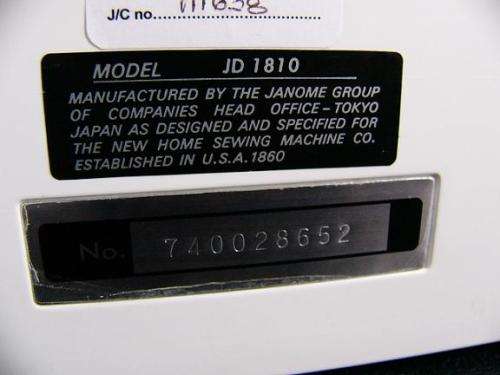 J/C no.
MODEL JD 1810
MANUFACTURED BY THE JANOME GROUP
OF COMPANIES HEAD OFFICE – TOKYO
JAPAN AS DESIGNED AND SPECIFIED FOR
THE NEW HOME SEWING MACHINE CO.
ESTABLISHED IN U.S.A. 1860
No. 740028652